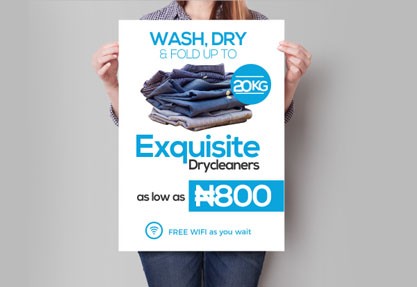 WASH, DRY
& FOLD UP TO
20KG
Exquisite
Drycleaners
as low as ₦800
FREE WIFI as you wait